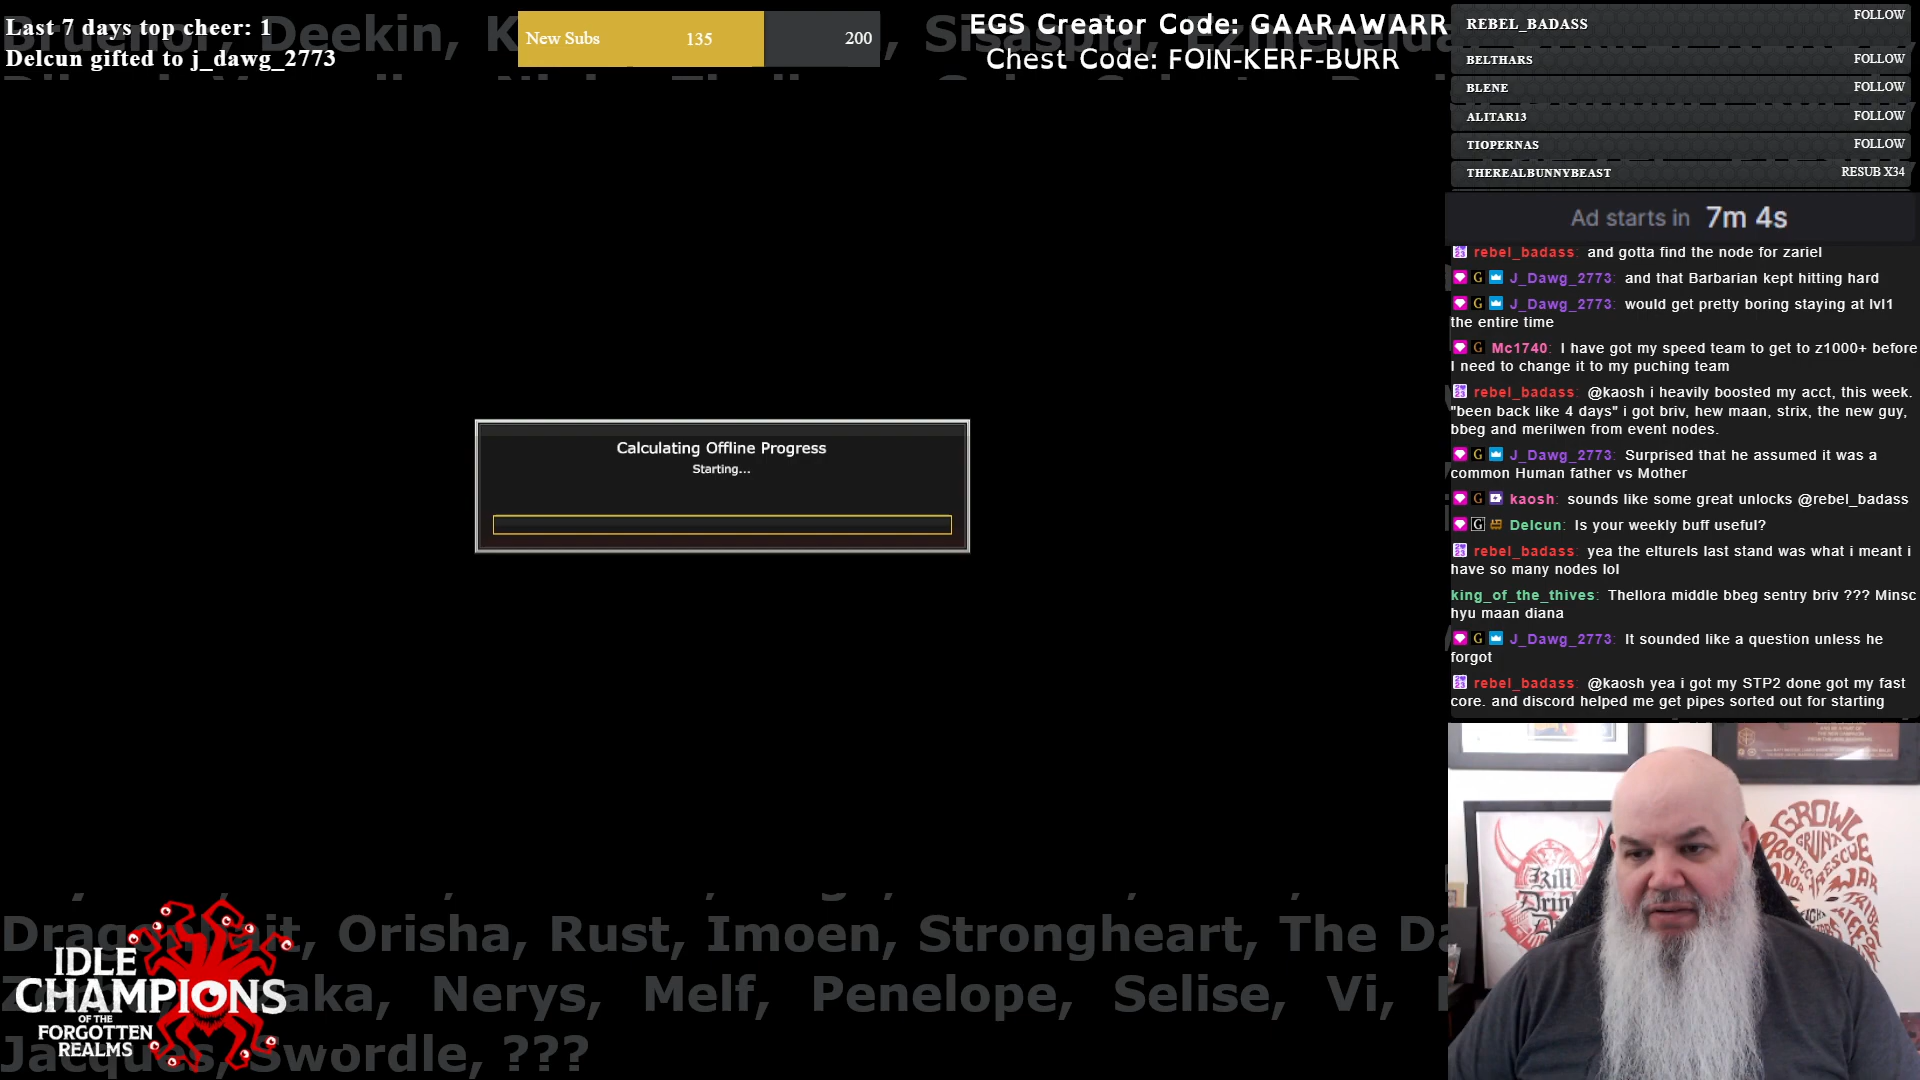 Last 7 days top cheer: 1
Delcun gifted to j_dawg_2773
New Subs 135 200
EGS Creator Code: GAARAWARR
Chest Code: FOIN-KERF-BURR
Deekin,
REBEL_BADASS FOLLOW
BELTHARS FOLLOW
BLENE FOLLOW
ALITAR13 FOLLOW
TIOPERNAS FOLLOW
THEREALBUNNYBEAST RESUB X34
Ad starts in 7m 4s
rebel_badass: and gotta find the node for zariel
J_Dawg_2773: and that Barbarian kept hitting hard
J_Dawg_2773: would get pretty boring staying at lvl1
the entire time
Mc1740: I have got my speed team to get to z1000+ before
I need to change it to my puching team
rebel_badass: @kaosh i heavily boosted my acct, this week.
"been back like 4 days" i got briv, hew maan, strix, the new guy,
bbeg and merilwen from event nodes.
J_Dawg_2773: Surprised that he assumed it was a
common Human father vs Mother
kaosh: sounds like some great unlocks @rebel_badass
Delcun: Is your weekly buff useful?
rebel_badass: yea the elturels last stand was what i meant i
have so many nodes lol
king_of_the_thives: Thellora middle bbeg sentry briv ??? Minsc
hyu maan diana
J_Dawg_2773: It sounded like a question unless he
forgot
rebel_badass: @kaosh yea i got my STP2 done got my fast
core. and discord helped me get pipes sorted out for starting
Calculating Offline Progress
Starting...
Orisha, Rust, Imoen, Strongheart, The Da
Nerys, Melf, Penelope, Selise, Vi,
Jacques, Swordle, ???
IDLE
CHAMPIONS
OF THE
FORGOTTEN
REALMS
Kill
Drink
GROWL
GRUNT
PROTECT
RESCUE
WAR